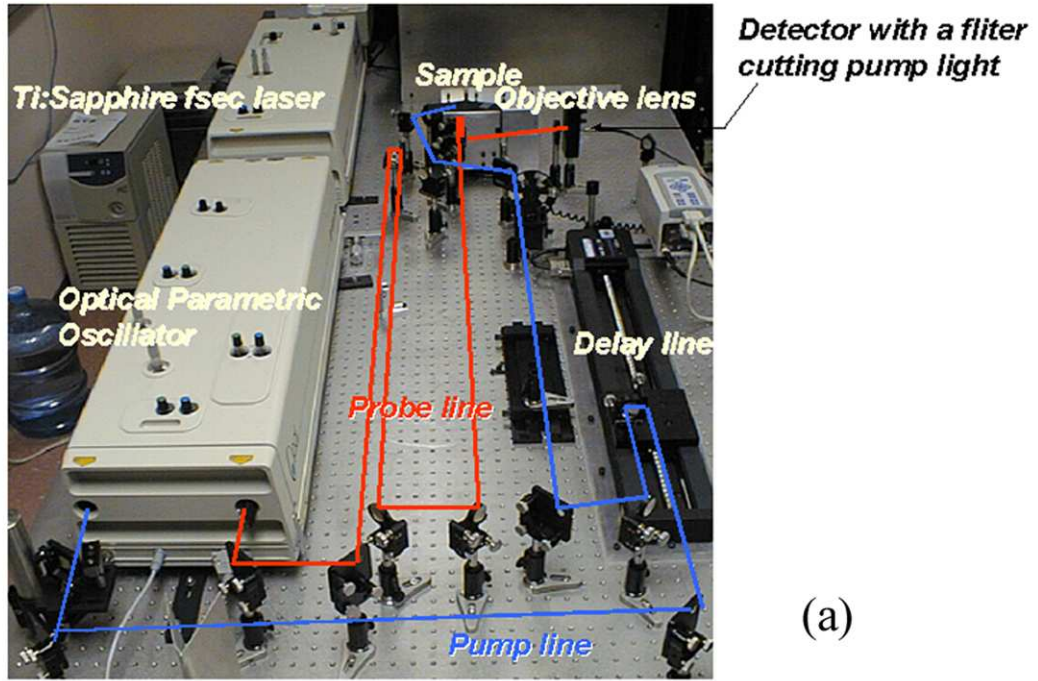 Detector with a fliter
cutting pump light
Sample
Ti:Sapphire fsec laser
Objective lens
Optical Parametric
Oscillator
Delay line
Probe line
(a)
Pump line